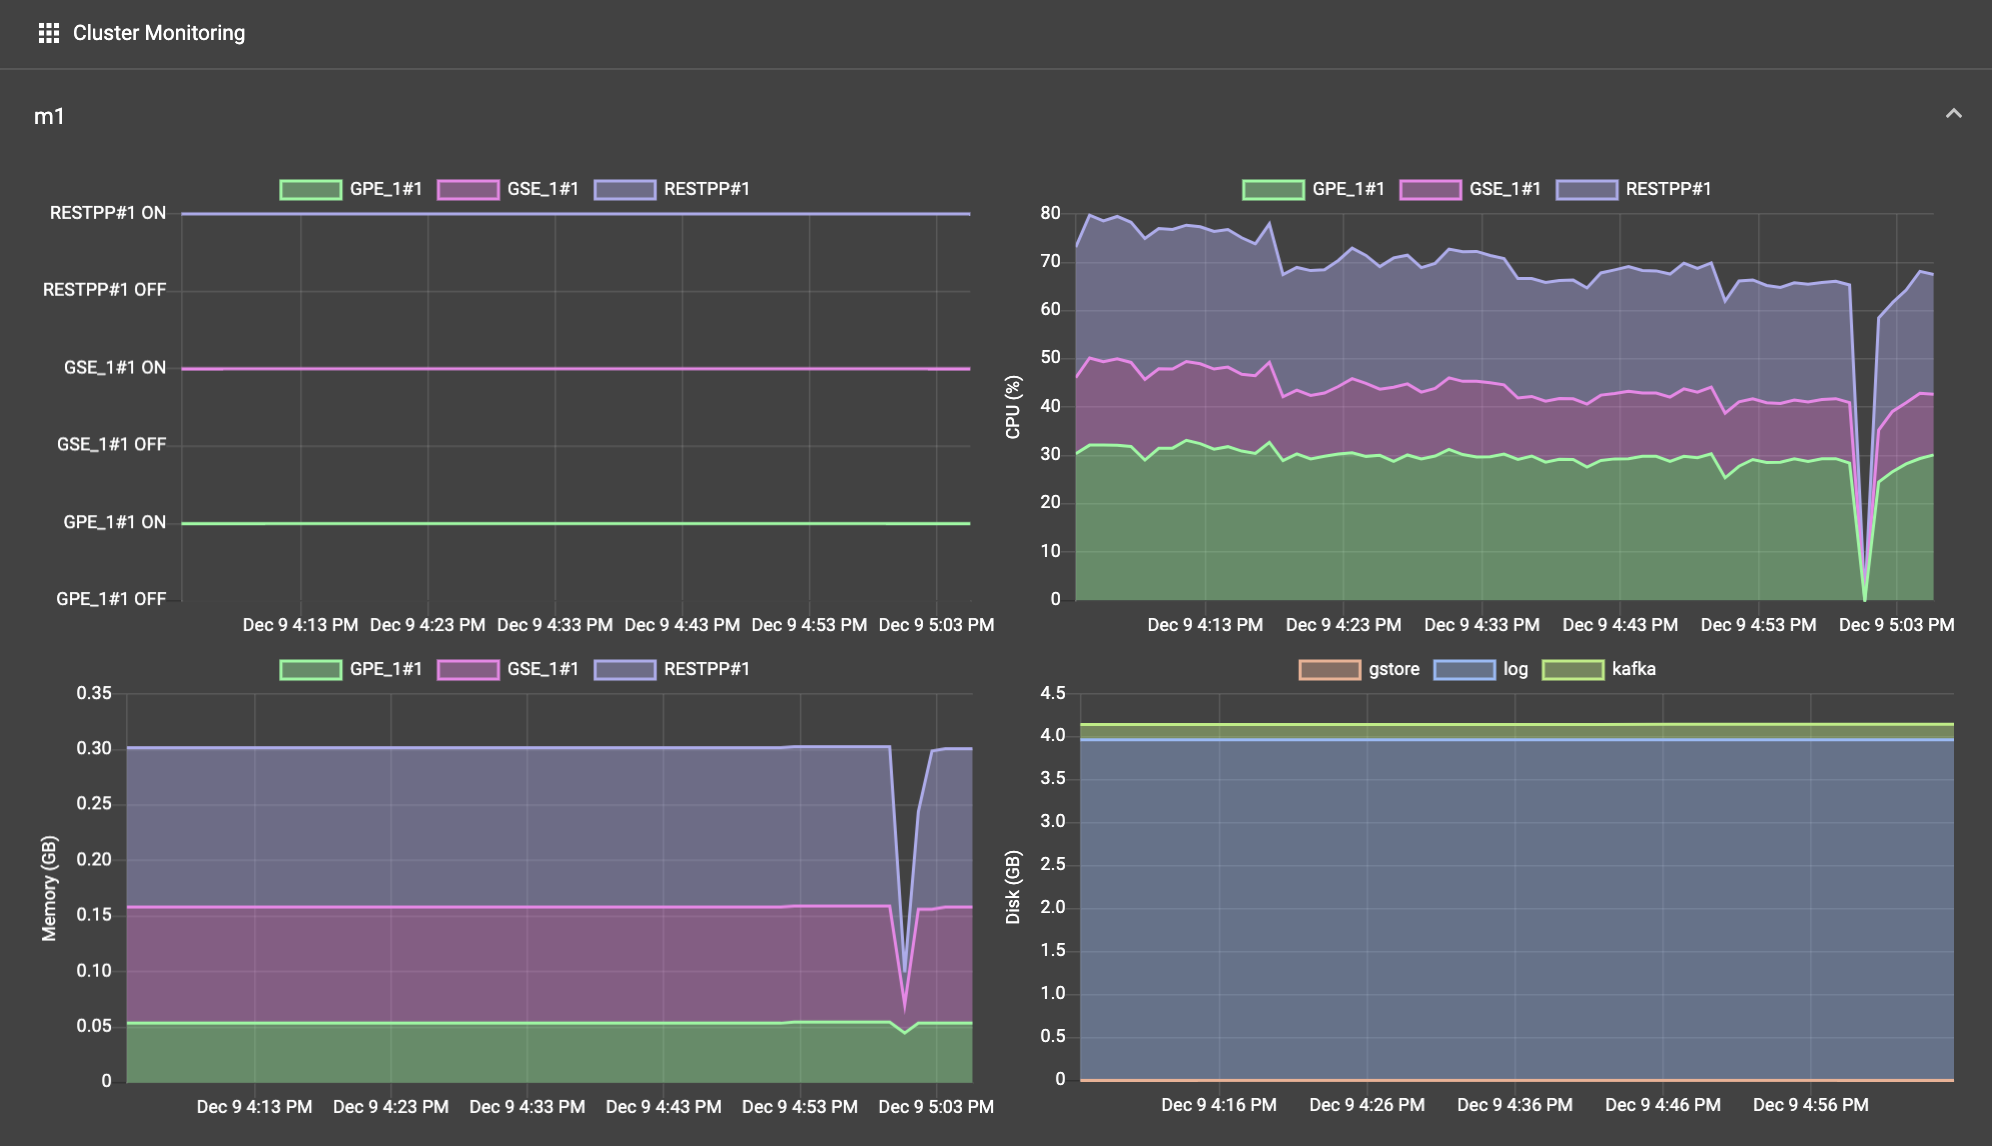 Cluster Monitoring
m1
GPE_1#1 GSE_1#1 RESTPP#1
RESTPP#1 ON
RESTPP#1 OFF
GSE_1#1 ON
GSE_1#1 OFF
GPE_1#1 ON
GPE_1#1 OFF
Dec 9 4:13 PM Dec 9 4:23 PM Dec 9 4:33 PM Dec 9 4:43 PM Dec 9 4:53 PM Dec 9 5:03 PM
GPE_1#1 GSE_1#1 RESTPP#1
CPU (%)
80
70
60
50
40
30
20
10
0
Dec 9 4:13 PM Dec 9 4:23 PM Dec 9 4:33 PM Dec 9 4:43 PM Dec 9 4:53 PM Dec 9 5:03 PM
GPE_1#1 GSE_1#1 RESTPP#1
Memory (GB)
0.35
0.30
0.25
0.20
0.15
0.10
0.05
0
Dec 9 4:13 PM Dec 9 4:23 PM Dec 9 4:33 PM Dec 9 4:43 PM Dec 9 4:53 PM Dec 9 5:03 PM
gstore log kafka
Disk (GB)
4.5
4.0
3.5
3.0
2.5
2.0
1.5
1.0
0.5
0
Dec 9 4:16 PM Dec 9 4:26 PM Dec 9 4:36 PM Dec 9 4:46 PM Dec 9 4:56 PM